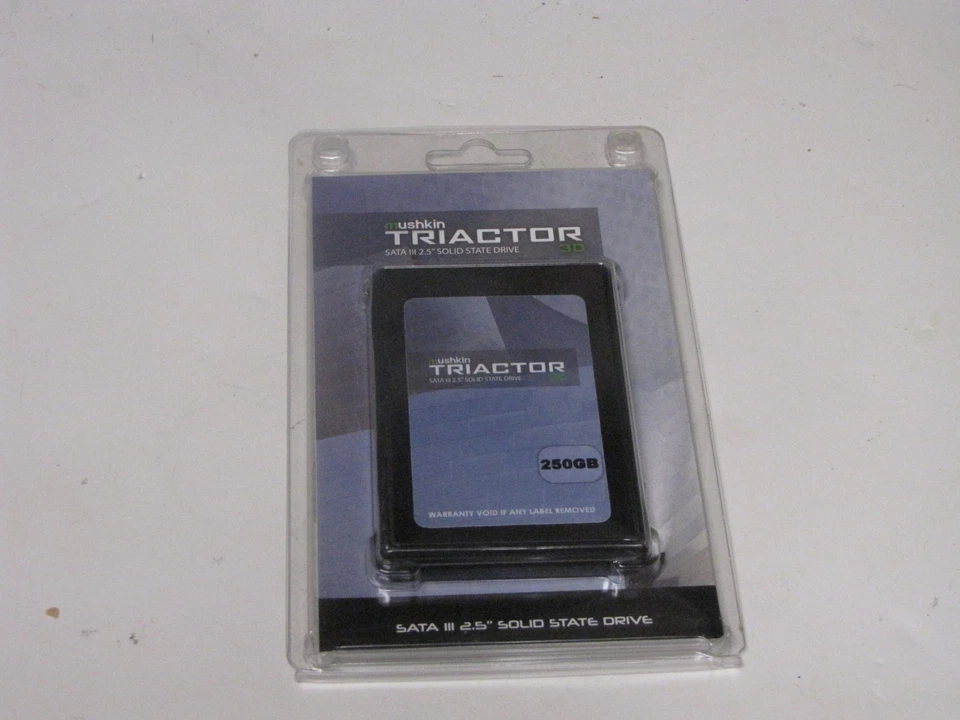 mushkin
TRIACTOR
3D
SATA III 2.5" SOLID STATE DRIVE
mushkin
TRIACTOR
SATA III 2.5" SOLID STATE DRIVE
250GB
WARRANTY VOID IF ANY LABEL REMOVED
SATA III 2.5" SOLID STATE DRIVE